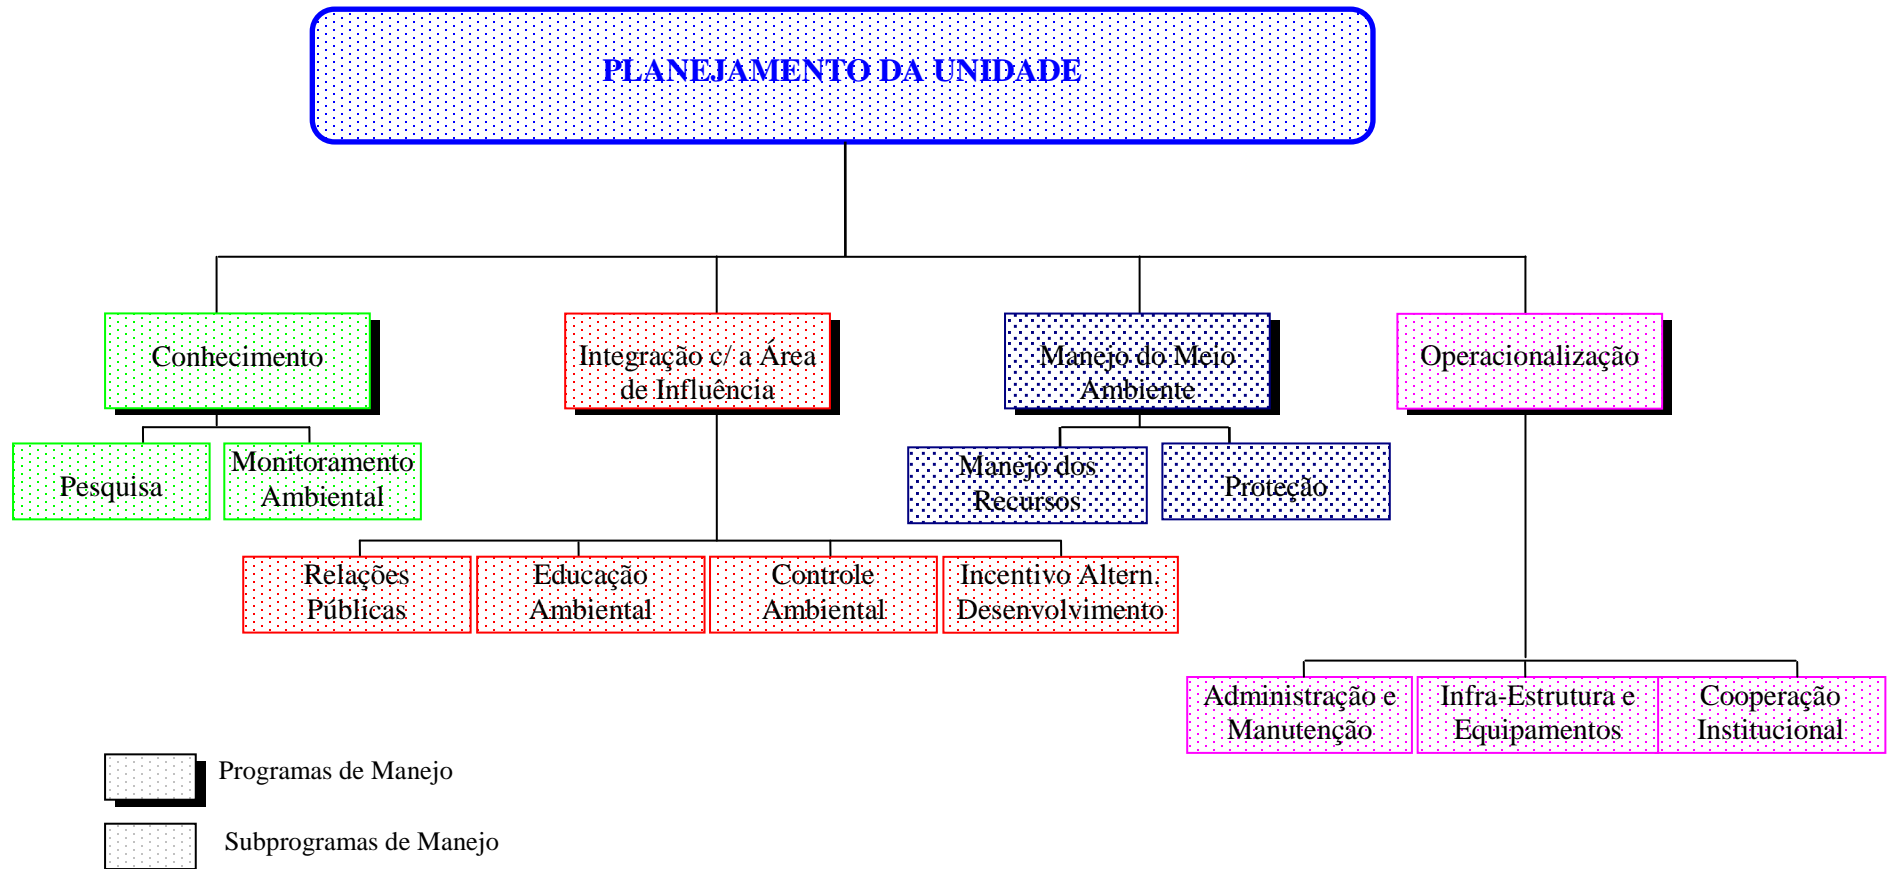 PLANEJAMENTO DA UNIDADE
Conhecimento
Integração c/ a Área
de Influência
Manejo do Meio
Ambiente
Operacionalização
Pesquisa
Monitoramento
Ambiental
Manejo dos
Recursos
Proteção
Relações
Públicas
Educação
Ambiental
Controle
Ambiental
Incentivo Altern.
Desenvolvimento
Administração e
Manutenção
Infra-Estrutura e
Equipamentos
Cooperação
Institucional
Programas de Manejo
Subprogramas de Manejo